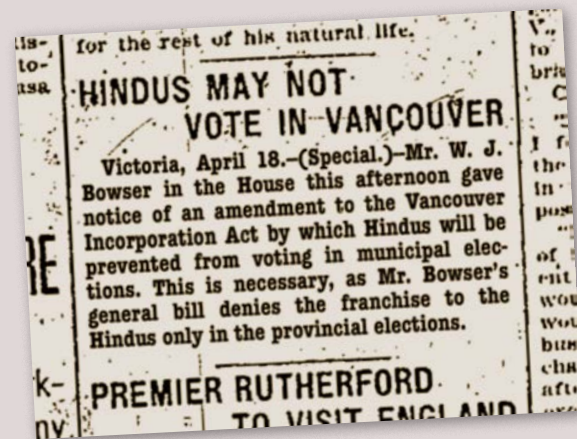 for the rest of his natural life.
HINDUS MAY NOT
VOTE IN VANCOUVER
Victoria, April 18.—(Special.)—Mr. W. J.
Bowser in the House this afternoon gave
notice of an amendment to the Vancouver
Incorporation Act by which Hindus will be
prevented from voting in municipal elec-
tions. This is necessary, as Mr. Bowser's
general bill denies the franchise to the
Hindus only in the provincial elections.
PREMIER RUTHERFORD
TO VISIT ENGLAND